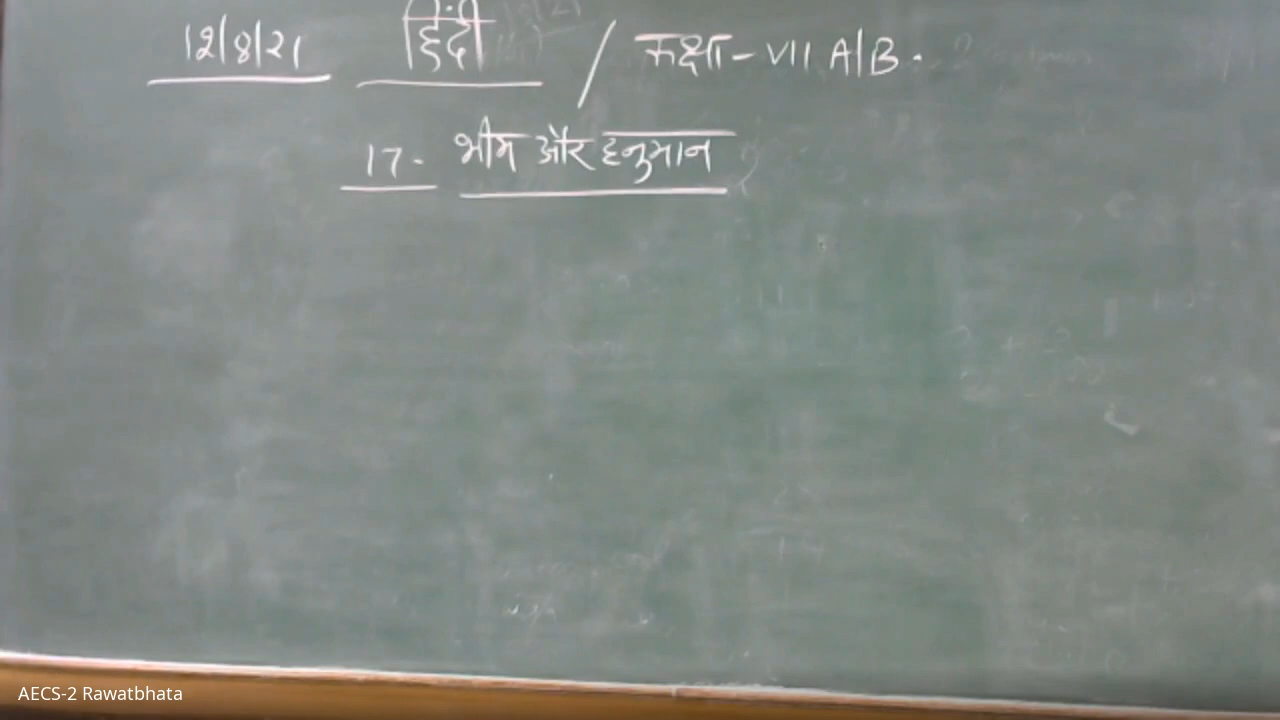 12/8/21 हिंदी / कक्षा - VII A/B.
17- भीम और हनुमान
AECS-2 Rawatbhata